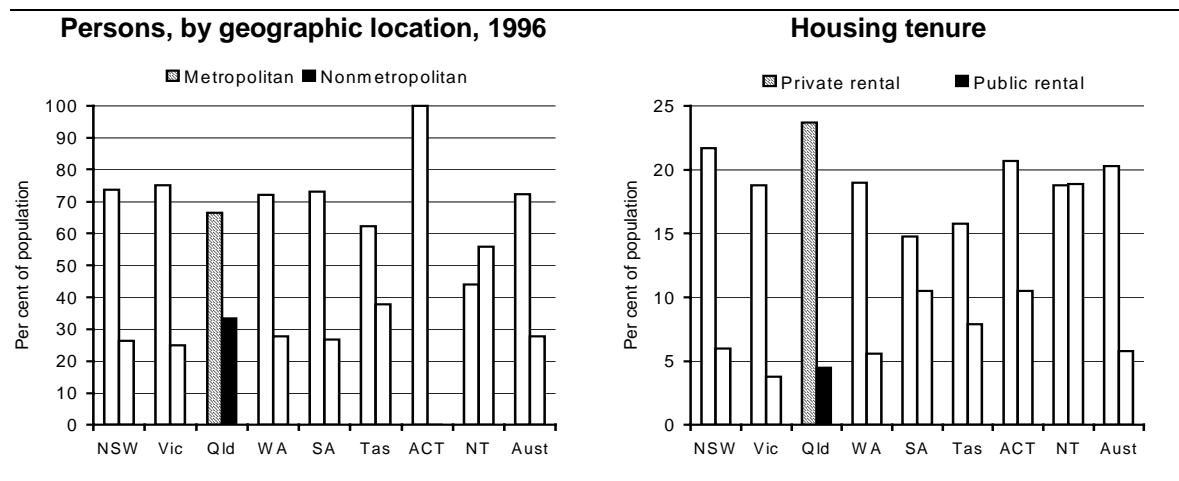 Persons, by geographic location, 1996
Metropolitan Nonmetropolitan
Per cent of population
100
90
80
70
60
50
40
30
20
10
0
NSW Vic Qld WA SA Tas ACT NT Aust
Housing tenure
Private rental Public rental
Per cent of population
25
20
15
10
5
0
NSW Vic Qld WA SA Tas ACT NT Aust